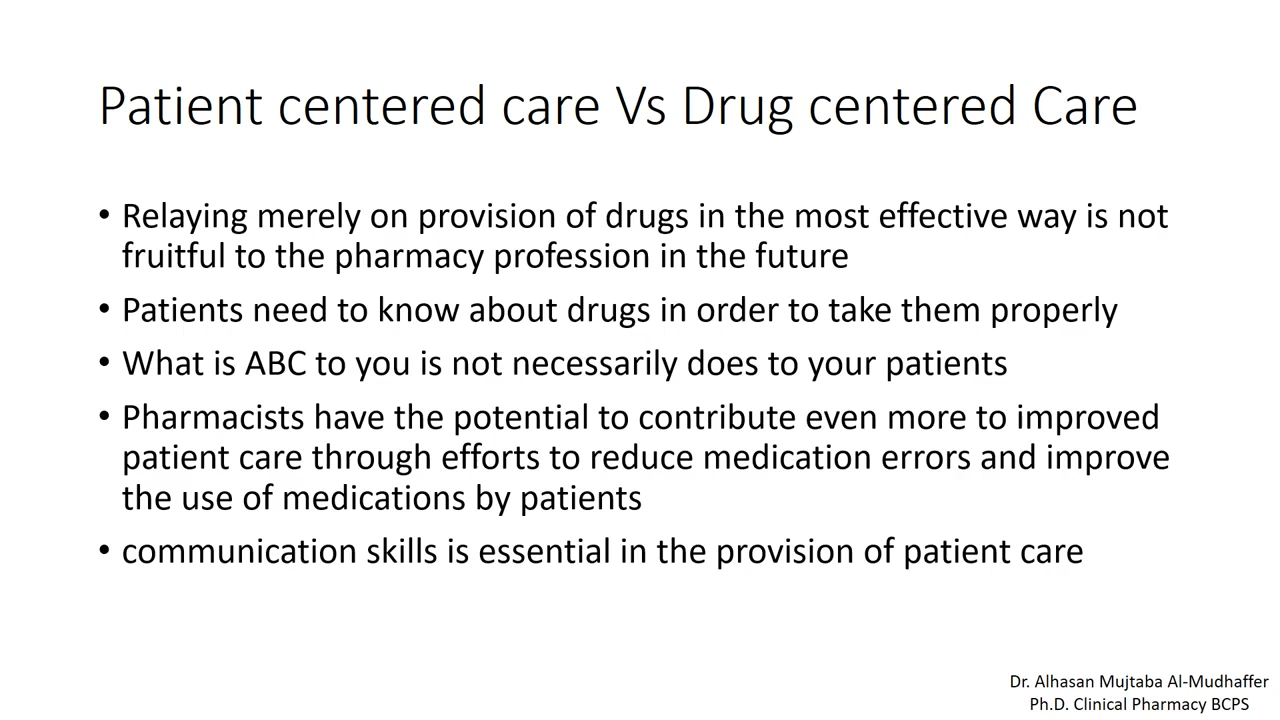 Patient centered care Vs Drug centered Care
• Relaying merely on provision of drugs in the most effective way is not
fruitful to the pharmacy profession in the future
• Patients need to know about drugs in order to take them properly
• What is ABC to you is not necessarily does to your patients
• Pharmacists have the potential to contribute even more to improved
patient care through efforts to reduce medication errors and improve
the use of medications by patients
• communication skills is essential in the provision of patient care
Dr. Alhasan Mujtaba Al-Mudhaffer
Ph.D. Clinical Pharmacy BCPS